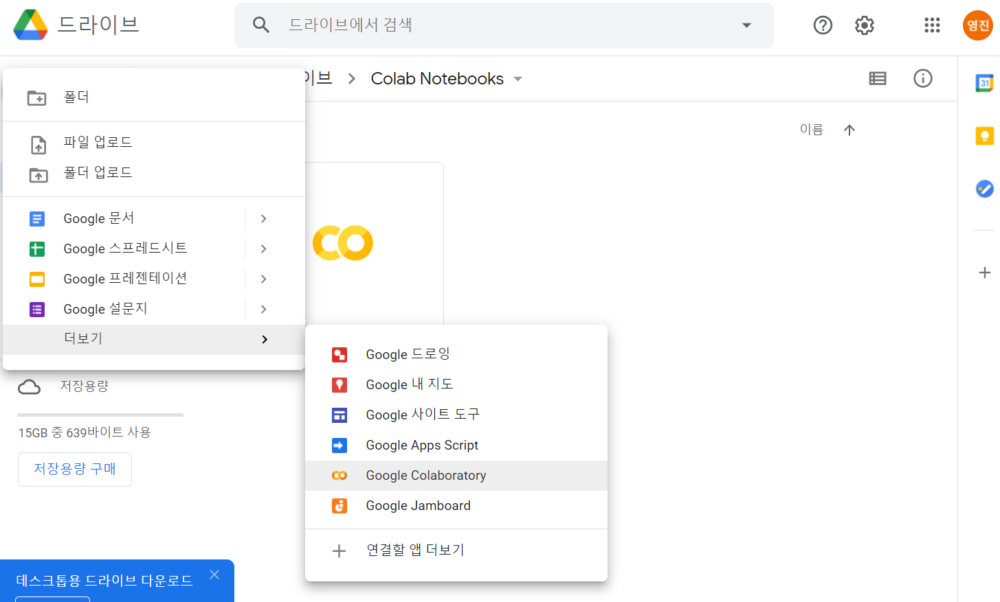 드라이브
드라이브에서 검색
영진
이브 > Colab Notebooks
31
이름
폴더
파일 업로드
폴더 업로드
Google 문서
Google 스프레드시트
Google 프레젠테이션
Google 설문지
더보기
Google 드로잉
Google 내 지도
Google 사이트 도구
Google Apps Script
Google Colaboratory
Google Jamboard
연결할 앱 더보기
저장용량
15GB 중 639바이트 사용
저장용량 구매
데스크톱용 드라이브 다운로드